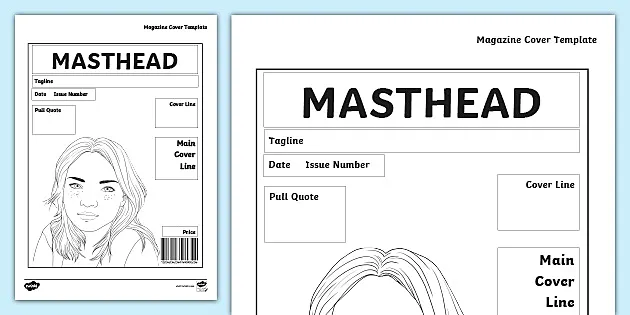 Magazine Cover Template
MASTHEAD
Tagline
Date Issue Number
Pull Quote
Cover Line
Main
Cover
Line
Price
twinkl
Magazine Cover Template
MASTHEAD
Tagline
Date Issue Number
Pull Quote
Cover Line
Main
Cover
Line